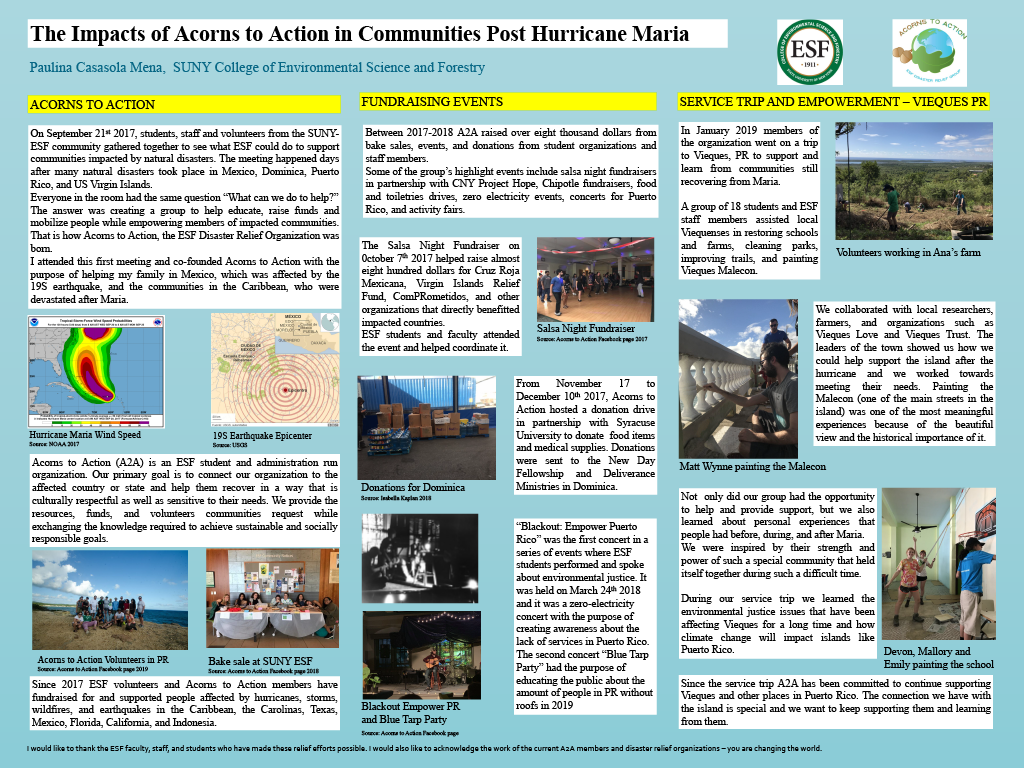 The Impacts of Acorns to Action in Communities Post Hurricane Maria
Paulina Casasola Mena, SUNY College of Environmental Science and Forestry
ESF
1911
ACORNS TO ACTION
ESF DISASTER RELIEF GROUP
ACORNS TO ACTION
On September 21st 2017, students, staff and volunteers from the SUNY-
ESF community gathered together to see what ESF could do to support
communities impacted by natural disasters. The meeting happened days
after many natural disasters took place in Mexico, Dominica, Puerto
Rico, and US Virgin Islands.
Everyone in the room had the same question “What can we do to help?”
The answer was creating a group to help educate, raise funds and
mobilize people while empowering members of impacted communities.
That is how Acorns to Action, the ESF Disaster Relief Organization was
born.
I attended this first meeting and co-founded Acorns to Action with the
purpose of helping my family in Mexico, which was affected by the
19S earthquake, and the communities in the Caribbean, who were
devastated after Maria.
Tropical-Storm-Force Wind Speed Probabilities
Epicentro
Hurricane Maria Wind Speed
Source: NOAA 2017
19S Earthquake Epicenter
Source: USGS
Acorns to Action (A2A) is an ESF student and administration run
organization. Our primary goal is to connect our organization to the
affected country or state and help them recover in a way that is
culturally respectful as well as sensitive to their needs. We provide the
resources, funds, and volunteers communities request while
exchanging the knowledge required to achieve sustainable and socially
responsible goals.
Acorns to Action Volunteers in PR
Source: Acorns to Action Facebook page 2019
Bake sale at SUNY ESF
Source: Acorns to Action Facebook page 2018
Since 2017 ESF volunteers and Acorns to Action members have
fundraised for and supported people affected by hurricanes, storms,
wildfires, and earthquakes in the Caribbean, the Carolinas, Texas,
Mexico, Florida, California, and Indonesia.
FUNDRAISING EVENTS
Between 2017-2018 A2A raised over eight thousand dollars from
bake sales, events, and donations from student organizations and
staff members.
Some of the group’s highlight events include salsa night fundraisers
in partnership with CNY Project Hope, Chipotle fundraisers, food
and toiletries drives, zero electricity events, concerts for Puerto
Rico, and activity fairs.
The Salsa Night Fundraiser on
0ctober 7th 2017 helped raise almost
eight hundred dollars for Cruz Roja
Mexicana, Virgin Islands Relief
Fund, ComPRometidos, and other
organizations that directly benefitted
impacted countries.
ESF students and faculty attended
the event and helped coordinate it.
Salsa Night Fundraiser
Source: Acorns to Action Facebook page 2017
Donations for Dominica
Source: Isabella Kaplan 2018
From November 17 to
December 10th 2017, Acorns to
Action hosted a donation drive
in partnership with Syracuse
University to donate food items
and medical supplies. Donations
were sent to the New Day
Fellowship and Deliverance
Ministries in Dominica.
“Blackout: Empower Puerto
Rico” was the first concert in a
series of events where ESF
students performed and spoke
about environmental justice. It
was held on March 24th 2018
and it was a zero-electricity
concert with the purpose of
creating awareness about the
lack of services in Puerto Rico.
The second concert “Blue Tarp
Party” had the purpose of
educating the public about the
amount of people in PR without
roofs in 2019
Blackout Empower PR
and Blue Tarp Party
Source: Acorns to Action Facebook page
SERVICE TRIP AND EMPOWERMENT – VIEQUES PR
In January 2019 members of
the organization went on a trip
to Vieques, PR to support and
learn from communities still
recovering from Maria.
A group of 18 students and ESF
staff members assisted local
Viequenses in restoring schools
and farms, cleaning parks,
improving trails, and painting
Vieques Malecon.
Volunteers working in Ana’s farm
Matt Wynne painting the Malecon
We collaborated with local researchers,
farmers, and organizations such as
Vieques Love and Vieques Trust. The
leaders of the town showed us how we
could help support the island after the
hurricane and we worked towards
meeting their needs. Painting the
Malecon (one of the main streets in the
island) was one of the most meaningful
experiences because of the beautiful
view and the historical importance of it.
Not only did our group had the opportunity
to help and provide support, but we also
learned about personal experiences that
people had before, during, and after Maria.
We were inspired by their strength and
power of such a special community that held
itself together during such a difficult time.
During our service trip we learned the
environmental justice issues that have been
affecting Vieques for a long time and how
climate change will impact islands like
Puerto Rico.
Devon, Mallory and
Emily painting the school
Since the service trip A2A has been committed to continue supporting
Vieques and other places in Puerto Rico. The connection we have with
the island is special and we want to keep supporting them and learning
from them.
I would like to thank the ESF faculty, staff, and students who have made these relief efforts possible. I would also like to acknowledge the work of the current A2A members and disaster relief organizations – you are changing the world.